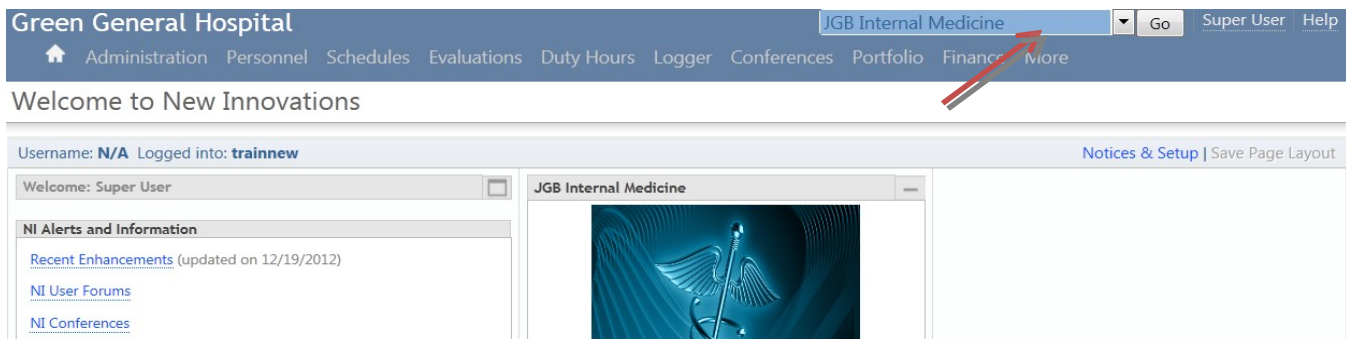 Green General Hospital
JGB Internal Medicine Go Super User Help
Administration Personnel Schedules Evaluations Duty Hours Logger Conferences Portfolio Finance More
Welcome to New Innovations
Username: N/A Logged into: trainnew
Notices & Setup | Save Page Layout
Welcome: Super User
NI Alerts and Information
Recent Enhancements (updated on 12/19/2012)
NI User Forums
NI Conferences
JGB Internal Medicine